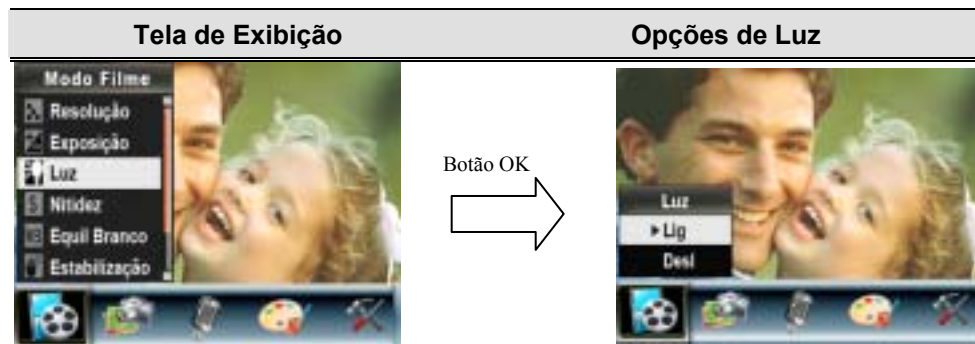 Tela de Exibição
Opções de Luz
Modo Filme
Resolução
Exposição
Luz
Nitidez
Equil Branco
Estabilização
Botão OK
Luz
Lig
Desl